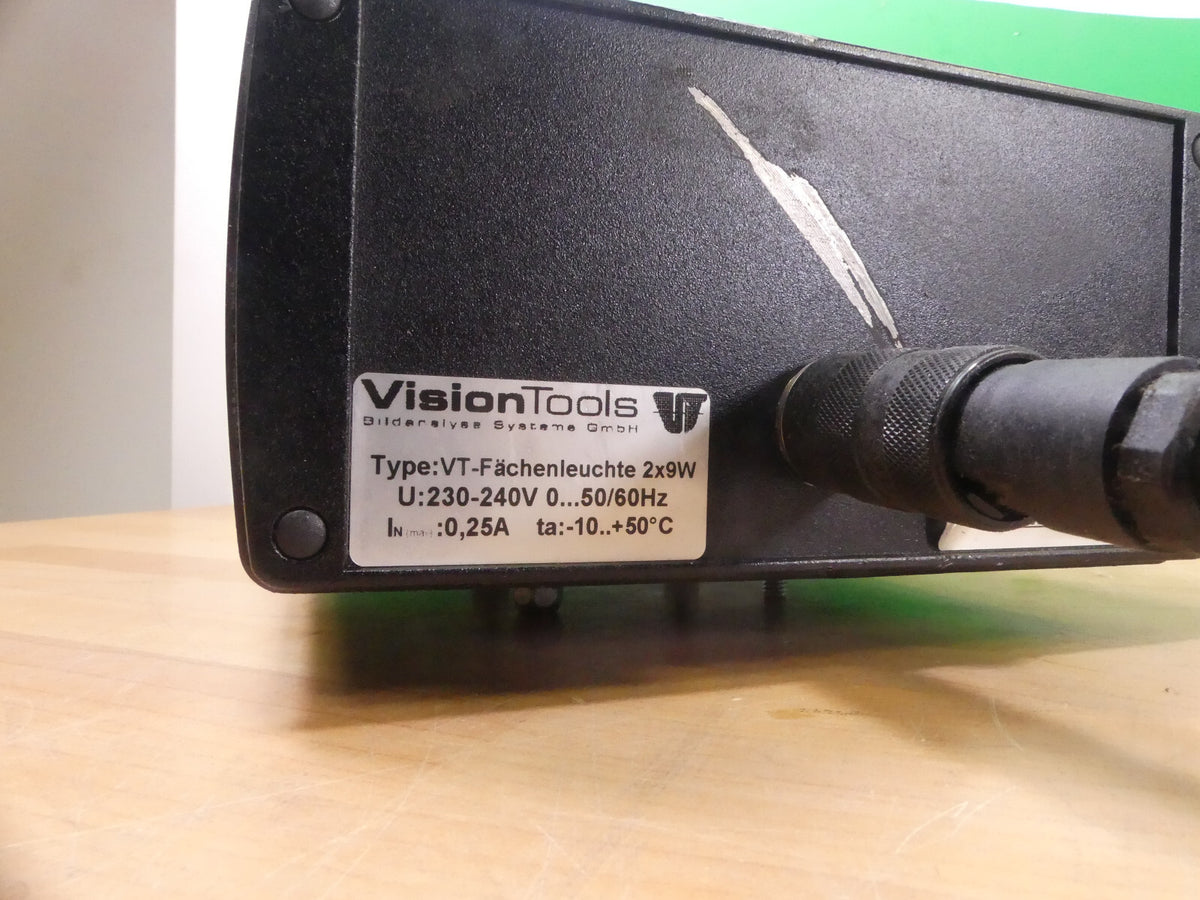 VisionTools
Bildanalyse Systeme GmbH
Type:VT-Fächenleuchte 2x9W
U:230-240V 0...50/60Hz
IN(max):0,25A ta:-10..+50°C